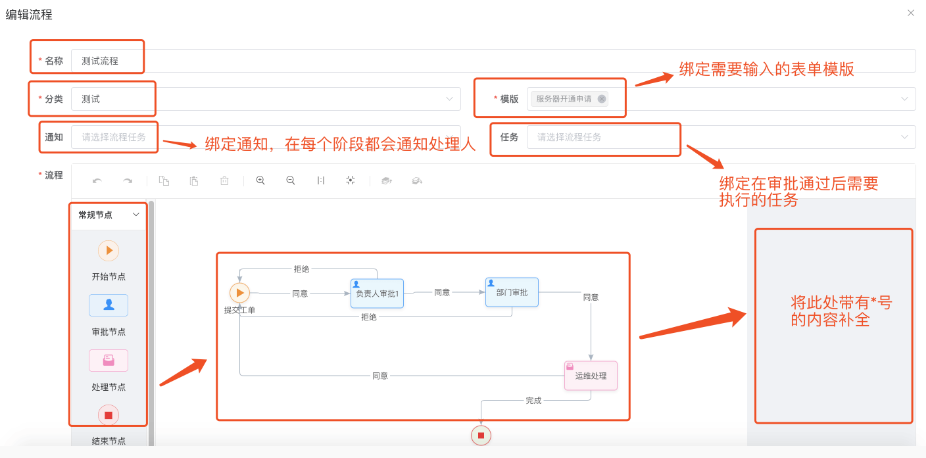 编辑流程
* 名称 测试流程
绑定需要输入的表单模版
* 分类 测试
* 模版 服务器开通申请
通知 请选择流程任务
绑定通知，在每个阶段都会通知处理人
任务 请选择流程任务
* 流程
绑定在审批通过后需要
执行的任务
常规节点
开始节点
审批节点
处理节点
结束节点
拒绝
提交工单
同意
负责人审批1
同意
部门审批
同意
拒绝
同意
运维处理
完成
将此处带有*号
的内容补全